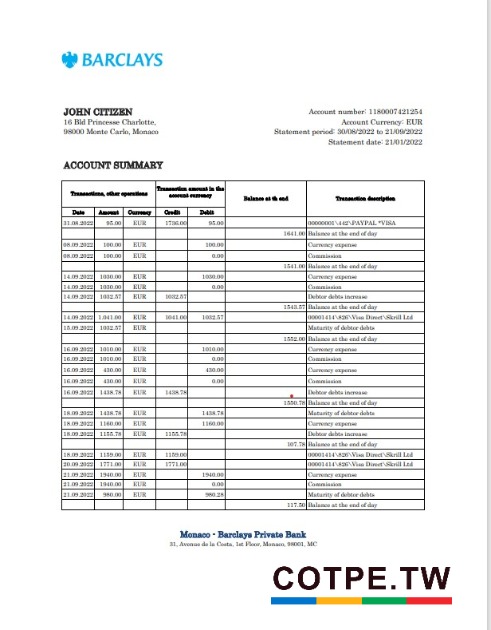 BARCLAYS
JOHN CITIZEN
16 Bld Princesse Charlotte,
98000 Monte Carlo, Monaco
Account number: 1180007421254
Account Currency: EUR
Statement period: 30/08/2022 to 21/09/2022
Statement date: 21/01/2022
ACCOUNT SUMMARY
Transactions, other operations Transaction amount in the account currency Balance at th end Transaction description
Date Amount Currency Credit Debit
31.08.2022 95.00 EUR 1736.00 95.00 00000001\442\PAYPAL *VISA
1641.00 Balance at the end of day
08.09.2022 100.00 EUR 100.00 Currency expense
08.09.2022 100.00 EUR 0.00 Commission
1541.00 Balance at the end of day
14.09.2022 1030.00 EUR 1030.00 Currency expense
14.09.2022 1030.00 EUR 0.00 Commission
14.09.2022 1032.57 EUR 1032.57 Debtor debts increase
1543.57 Balance at the end of day
14.09.2022 1.041.00 EUR 1041.00 1032.57 00001414\826\Visa Direct\Skrill Ltd
15.09.2022 1032.57 EUR Maturity of debtor debts
1552.00 Balance at the end of day
16.09.2022 1010.00 EUR 1010.00 Currency expense
16.09.2022 1010.00 EUR 0.00 Commission
16.09.2022 430.00 EUR 430.00 Currency expense
16.09.2022 430.00 EUR 0.00 Commission
16.09.2022 1438.78 EUR 1438.78 Debtor debts increase
1550.78 Balance at the end of day
18.09.2022 1438.78 EUR 1438.78 Maturity of debtor debts
18.09.2022 1160.00 EUR 1160.00 Currency expense
18.09.2022 1155.78 EUR 1155.78 Debtor debts increase
107.78 Balance at the end of day
18.09.2022 1159.00 EUR 1159.00 00001414\826\Visa Direct\Skrill Ltd
20.09.2022 1771.00 EUR 1771.00 00001414\826\Visa Direct\Skrill Ltd
21.09.2022 1940.00 EUR 1940.00 Currency expense
21.09.2022 1940.00 EUR 0.00 Commission
21.09.2022 980.00 EUR 980.28 Maturity of debtor debts
117.50 Balance at the end of day
Monaco · Barclays Private Bank
31, Avenue de la Costa, 1st Floor, Monaco, 98001, MC
COTPE.TW